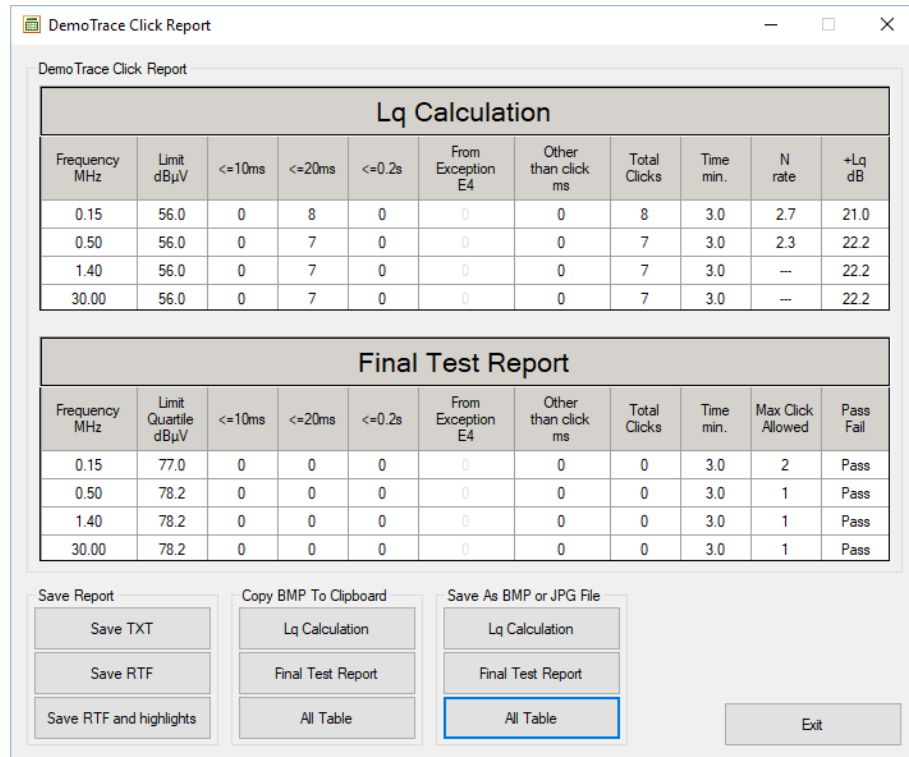 DemoTrace Click Report
DemoTrace Click Report
Lq Calculation
Frequency MHz Limit dBµV <=10ms <=20ms <=0.2s From Exception E4 Other than click ms Total Clicks Time min. N rate +Lq dB
0.15 56.0 0 8 0 0 0 8 3.0 2.7 21.0
0.50 56.0 0 7 0 0 0 7 3.0 2.3 22.2
1.40 56.0 0 7 0 0 0 7 3.0 --- 22.2
30.00 56.0 0 7 0 0 0 7 3.0 --- 22.2
Final Test Report
Frequency MHz Limit Quartile dBµV <=10ms <=20ms <=0.2s From Exception E4 Other than click ms Total Clicks Time min. Max Click Allowed Pass Fail
0.15 77.0 0 0 0 0 0 0 3.0 2 Pass
0.50 78.2 0 0 0 0 0 0 3.0 1 Pass
1.40 78.2 0 0 0 0 0 0 3.0 1 Pass
30.00 78.2 0 0 0 0 0 0 3.0 1 Pass
Save Report Copy BMP To Clipboard Save As BMP or JPG File
Save TXT Lq Calculation Lq Calculation
Save RTF Final Test Report Final Test Report
Save RTF and highlights All Table All Table Exit